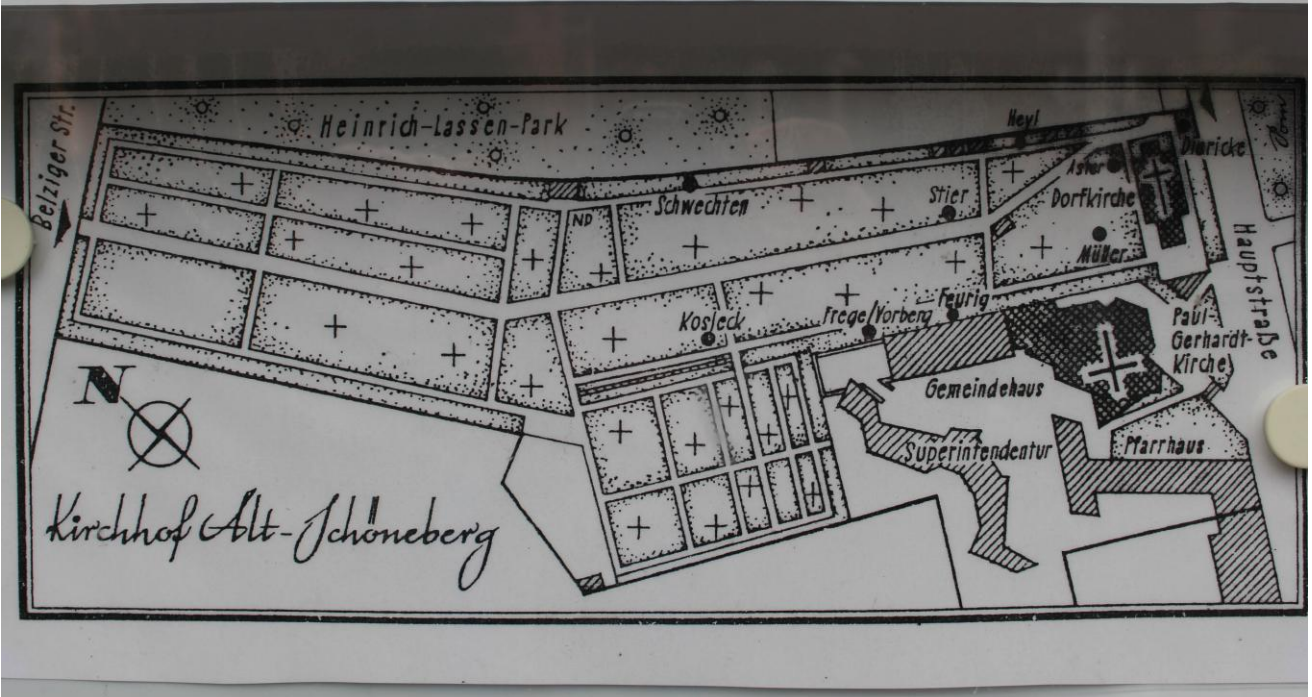 Belziger Str.
Heinrich-Lassen-Park
Heyl
Diericke
Aster
Dorfkirche
Stier
Schwechten
ND
Müller
Hauptstraße
Feurig
Frege/Vorberg
Kosleck
Paul-
Gerhardt-
Kirche
Gemeindehaus
Superintendentur
Pfarrhaus
N
Kirchhof Alt-Schöneberg